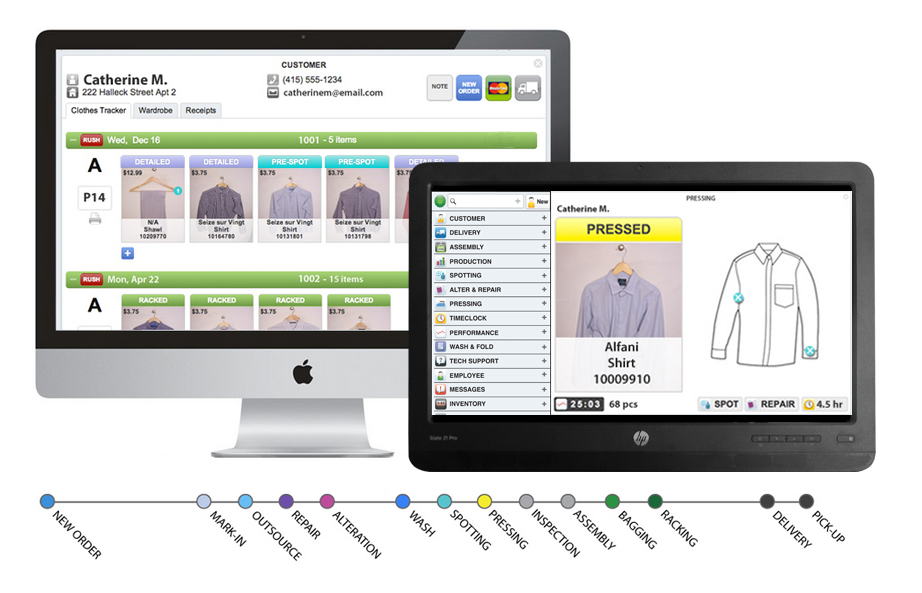 CUSTOMER
Catherine M.
222 Halleck Street Apt 2
(415) 555-1234
catherinem@email.com
NOTE
NEW
ORDER
Clothes Tracker
Wardrobe
Receipts
RUSH Wed, Dec 16 1001 - 5 items
A
P14
DETAILED
$12.99
1
N/A
Shawl
10209770
DETAILED
$3.75
Seize sur Vingt
Shirt
10164780
PRE-SPOT
$3.75
Seize sur Vingt
Shirt
10131801
PRE-SPOT
$3.75
Seize sur Vingt
Shirt
10131798
RUSH Mon, Apr 22 1002 - 15 items
A
RACKED
$3.75
RACKED
$3.75
RACKED
$3.75
RACKED
$3.75
New
CUSTOMER +
DELIVERY +
ASSEMBLY +
PRODUCTION +
SPOTTING +
ALTER & REPAIR +
PRESSING +
TIMECLOCK +
PERFORMANCE +
WASH & FOLD +
TECH SUPPORT +
EMPLOYEE +
MESSAGES +
INVENTORY +
PRESSING
Catherine M.
PRESSED
Alfani
Shirt
10009910
25:03 68 pcs
SPOT
REPAIR
4.5 hr
Slate 21 Pro
hp
NEW ORDER
MARK-IN
OUTSOURCE
REPAIR
ALTERATION
WASH
SPOTTING
PRESSING
INSPECTION
ASSEMBLY
BAGGING
RACKING
DELIVERY
PICK-UP